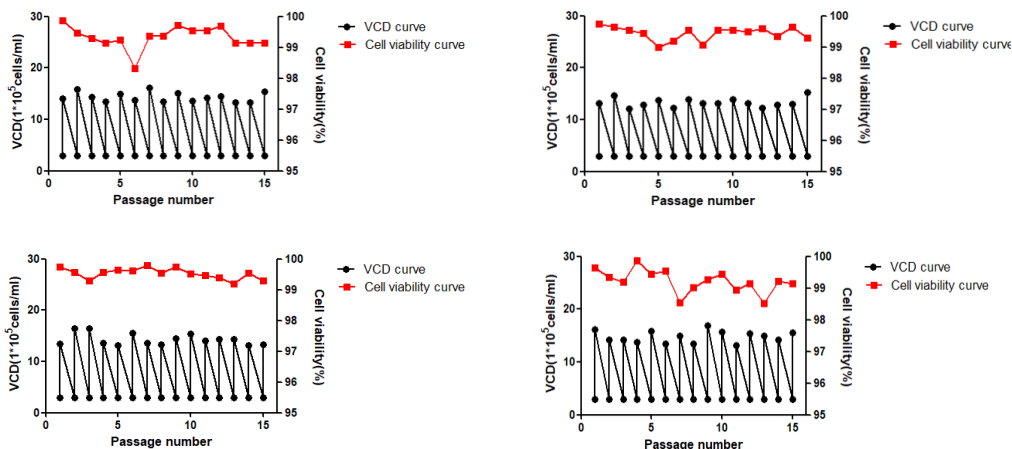 30
20
10
0
100
99
98
97
96
95
0
5
10
15
VCD(1*10^5cells/ml)
Cell viability(%)
Passage number
VCD curve
Cell viability curve
30
20
10
0
100
99
98
97
96
95
0
5
10
15
VCD(1*10^5cells/ml)
Cell viability(%)
Passage number
VCD curve
Cell viability curve
30
20
10
0
100
99
98
97
96
95
0
5
10
15
VCD(1*10^5cells/ml)
Cell viability(%)
Passage number
VCD curve
Cell viability curve
30
20
10
0
100
99
98
97
96
95
0
5
10
15
VCD(1*10^5cells/ml)
Cell viability(%)
Passage number
VCD curve
Cell viability curve